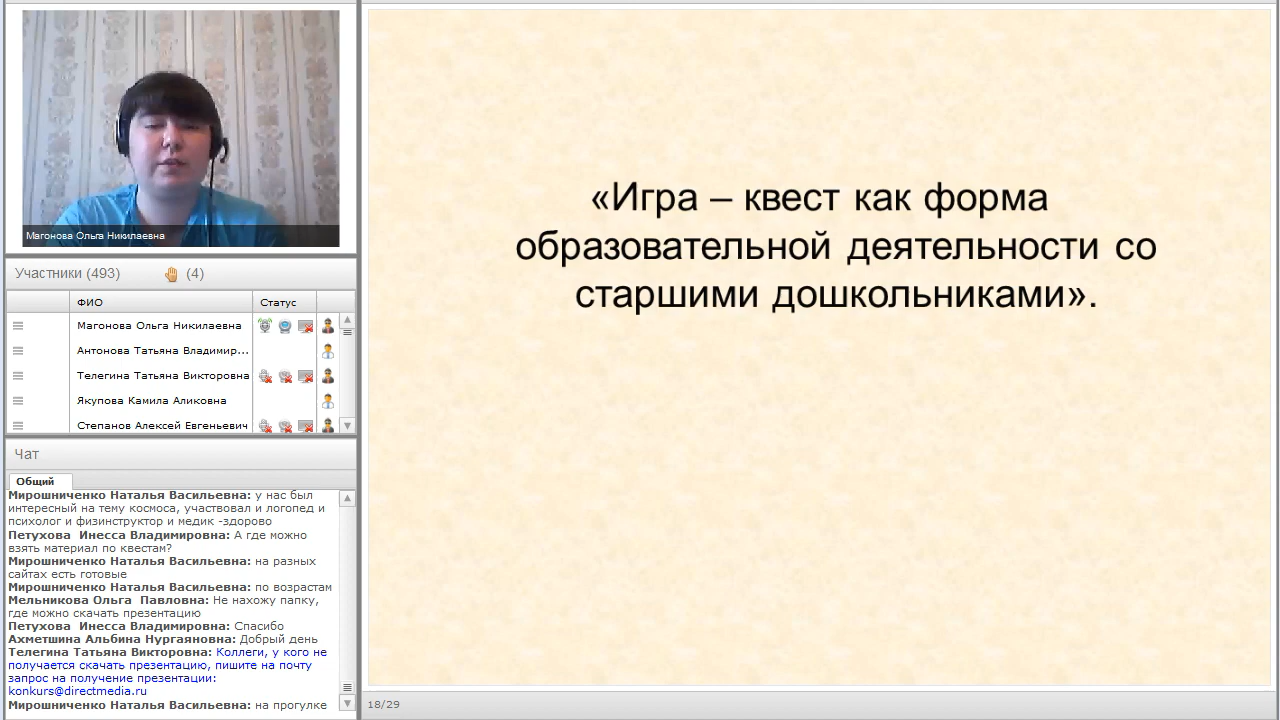 Магонова Ольга Никилаевна
Участники (493) (4)
ФИО Статус
Магонова Ольга Никилаевна
Антонова Татьяна Владимир...
Телегина Татьяна Викторовна
Якупова Камила Аликовна
Степанов Алексей Евгеньевич
Чат
Общий
Мирошниченко Наталья Васильевна: у нас был
интересный на тему космоса, участвовал и логопед и
психолог и физинструктор и медик -здорово
Петухова Инесса Владимировна: А где можно
взять материал по квестам?
Мирошниченко Наталья Васильевна: на разных
сайтах есть готовые
Мирошниченко Наталья Васильевна: по возрастам
Мельникова Ольга Павловна: Не нахожу папку,
где можно скачать презентацию
Петухова Инесса Владимировна: Спасибо
Ахметшина Альбина Нургаяновна: Добрый день
Телегина Татьяна Викторовна: Коллеги, у кого не
получается скачать презентацию, пишите на почту
запрос на получение презентации:
konkurs@directmedia.ru
Мирошниченко Наталья Васильевна: на прогулке
«Игра – квест как форма
образовательной деятельности со
старшими дошкольниками».
18/29